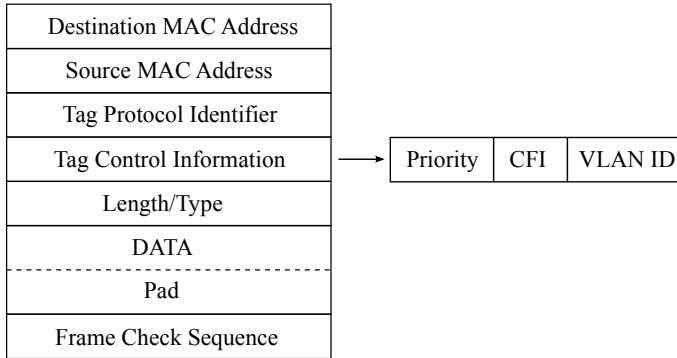 Destination MAC Address
Source MAC Address
Tag Protocol Identifier
Tag Control Information
Priority CFI VLAN ID
Length/Type
DATA
Pad
Frame Check Sequence